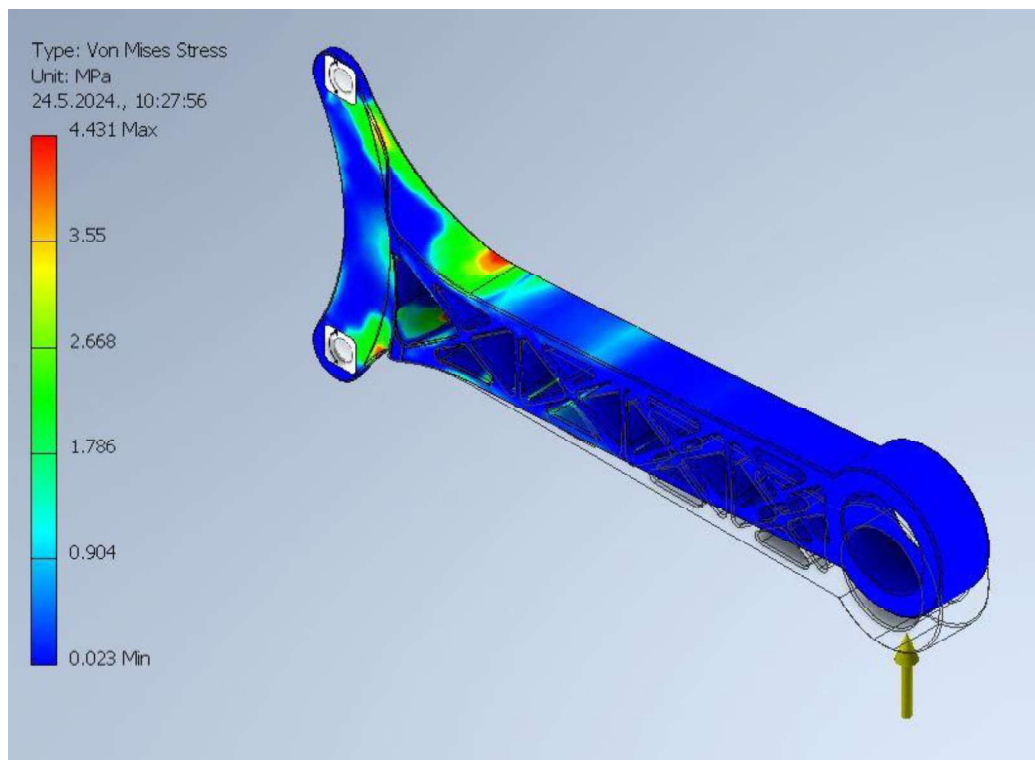 Type: Von Mises Stress
Unit: MPa
24.5.2024., 10:27:56
4.431 Max
3.55
2.668
1.786
0.904
0.023 Min